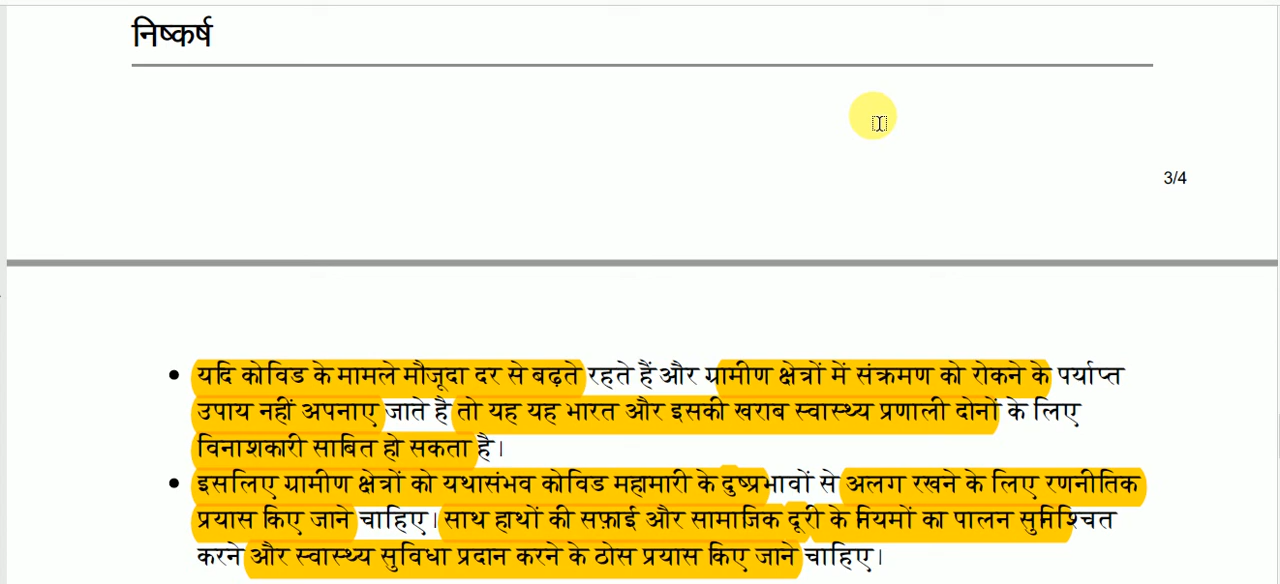 निष्कर्ष
3/4
• यदि कोविड के मामले मौजूदा दर से बढ़ते रहते हैं और ग्रामीण क्षेत्रों में संक्रमण को रोकने के पर्याप्त
उपाय नहीं अपनाए जाते है तो यह यह भारत और इसकी खराब स्वास्थ्य प्रणाली दोनों के लिए
विनाशकारी साबित हो सकता है।
• इसलिए ग्रामीण क्षेत्रों को यथासंभव कोविड महामारी के दुष्प्रभावों से अलग रखने के लिए रणनीतिक
प्रयास किए जाने चाहिए। साथ हाथों की सफ़ाई और सामाजिक दूरी के नियमों का पालन सुनिश्चित
करने और स्वास्थ्य सुविधा प्रदान करने के ठोस प्रयास किए जाने चाहिए।